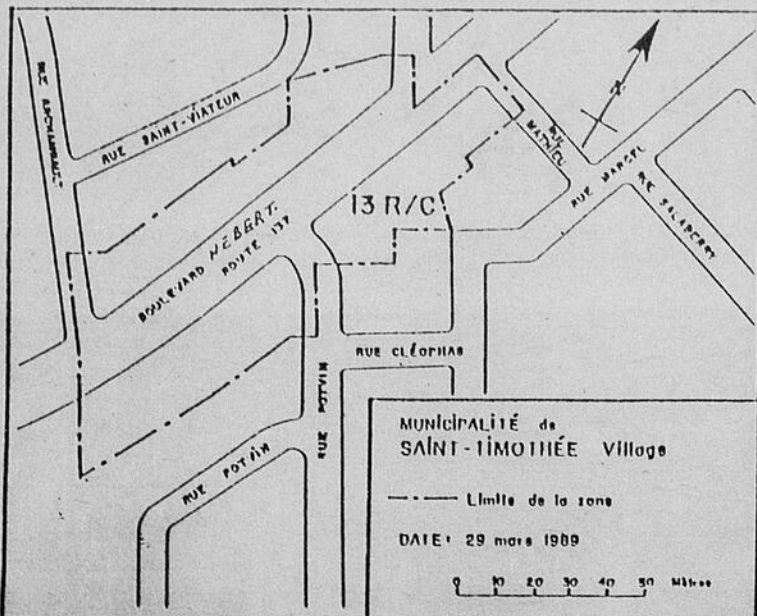 RUE ARCHAMBAULT
RUE SAINT-VIATEUR
RUE MATHIEU
N
RUE MARCEL
RUE SALABERRY
13 R/C
BOULEVARD HÉBERT.
ROUTE 132
RUE CLÉOPHAS
RUE POTVIN
RUE POTVIN
MUNICIPALITÉ de
SAINT-TIMOTHÉE Village
Limite de la zone
DATE: 29 mars 1989
0 10 20 30 40 50 Mètres